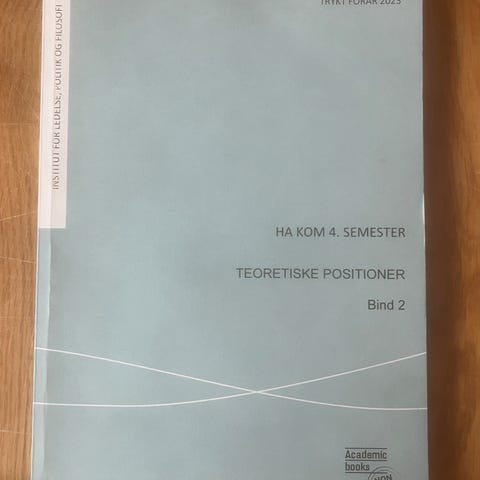 TRYKT FORÅR 2023
INSTITUT FOR LEDELSE, POLITIK OG FILOSOFI
HA KOM 4. SEMESTER
TEORETISKE POSITIONER
Bind 2
Academic
books
NON